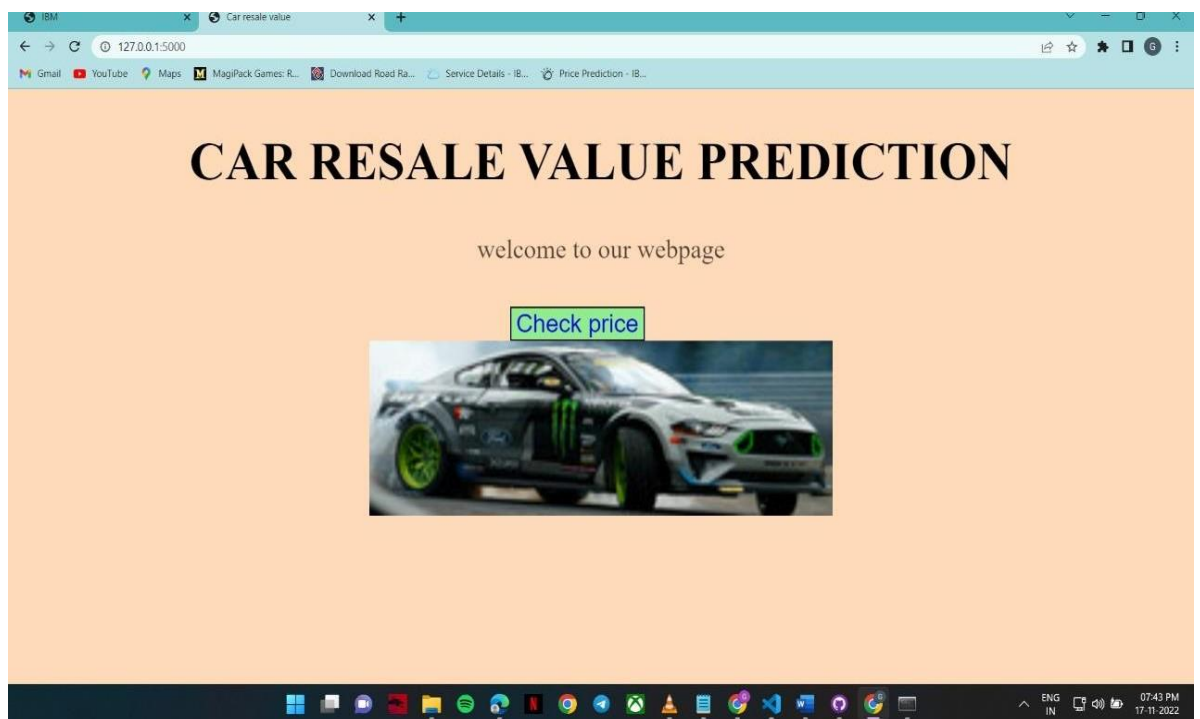 IBM
Car resale value
127.0.0.1:5000
Gmail YouTube Maps MagiPack Games: R... Download Road Ra... Service Details - IB... Price Prediction - IB...
CAR RESALE VALUE PREDICTION
welcome to our webpage
Check price
ENG
IN
07:43 PM
17-11-2022